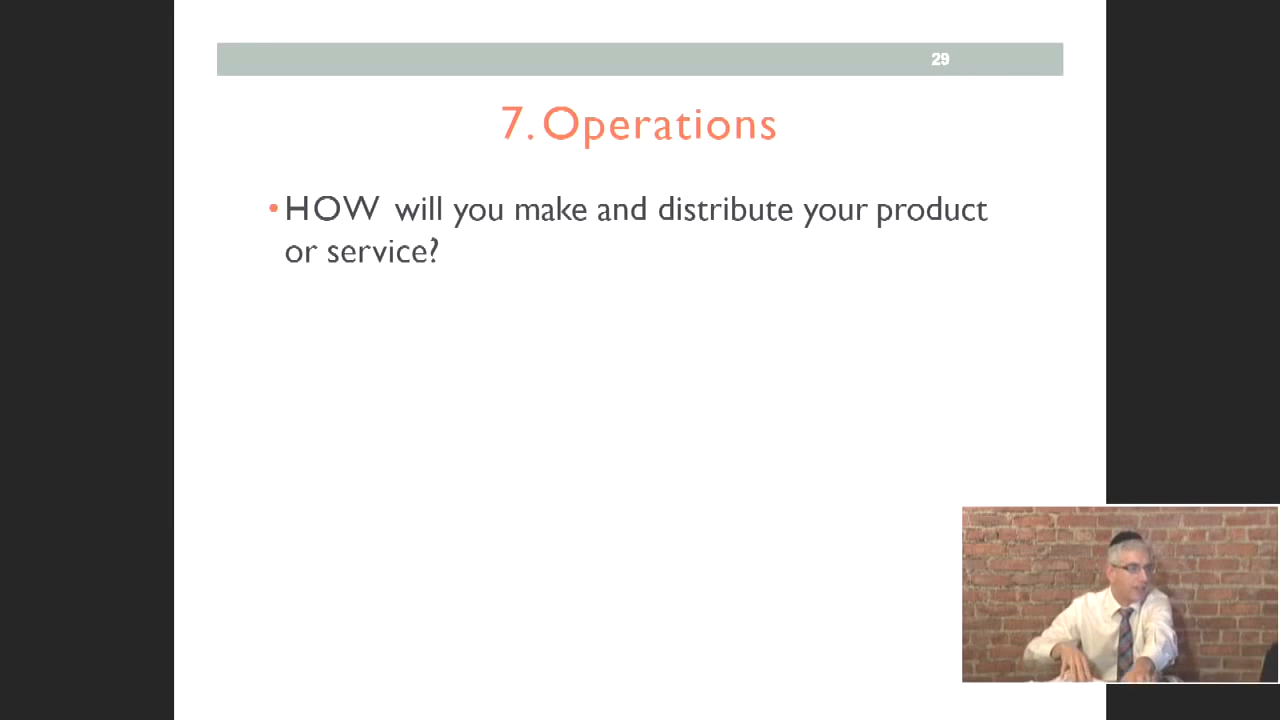 29
7. Operations
•HOW will you make and distribute your product
or service?